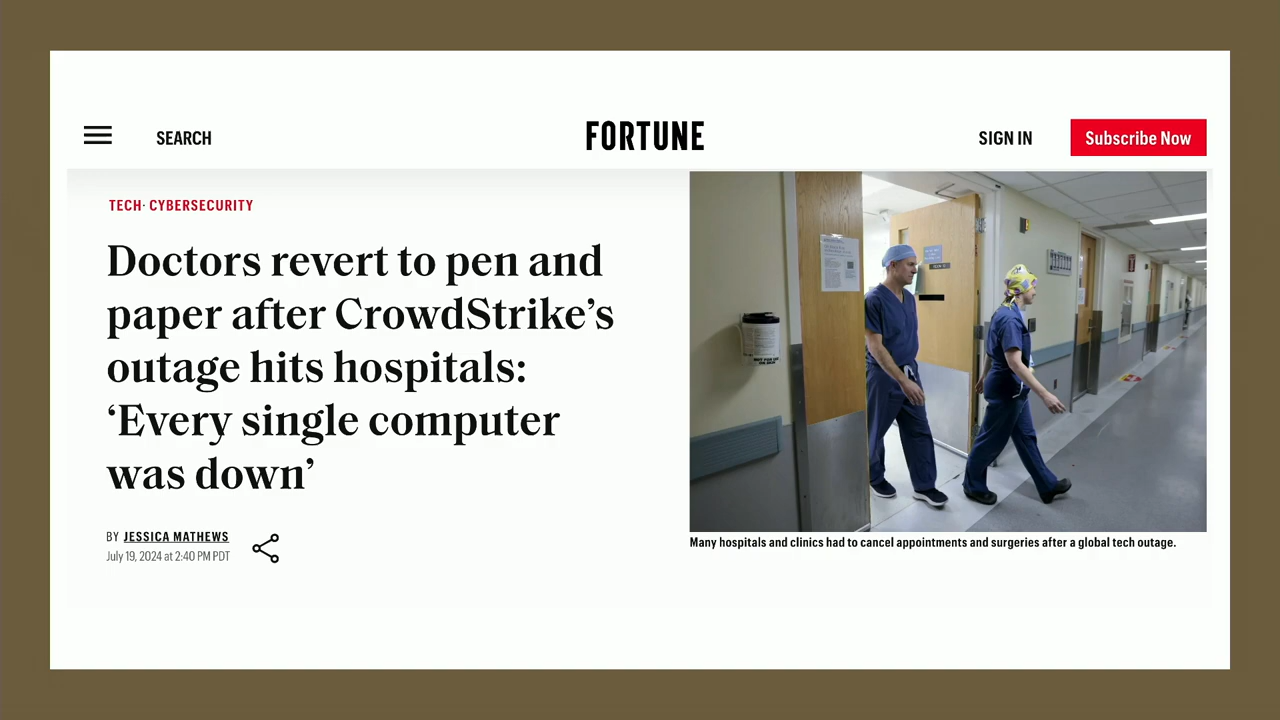 SEARCH
FORTUNE
SIGN IN
Subscribe Now
TECH· CYBERSECURITY
Doctors revert to pen and
paper after CrowdStrike’s
outage hits hospitals:
‘Every single computer
was down’
BY JESSICA MATHEWS
July 19, 2024 at 2:40 PM PDT
Many hospitals and clinics had to cancel appointments and surgeries after a global tech outage.